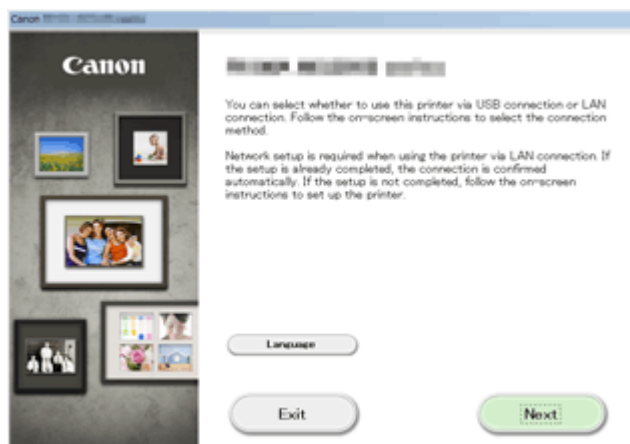 Canon
Canon
You can select whether to use this printer via USB connection or LAN
connection. Follow the on-screen instructions to select the connection
method.
Network setup is required when using the printer via LAN connection. If
the setup is already completed, the connection is confirmed
automatically. If the setup is not completed, follow the on-screen
instructions to set up the printer.
Language
Exit
Next